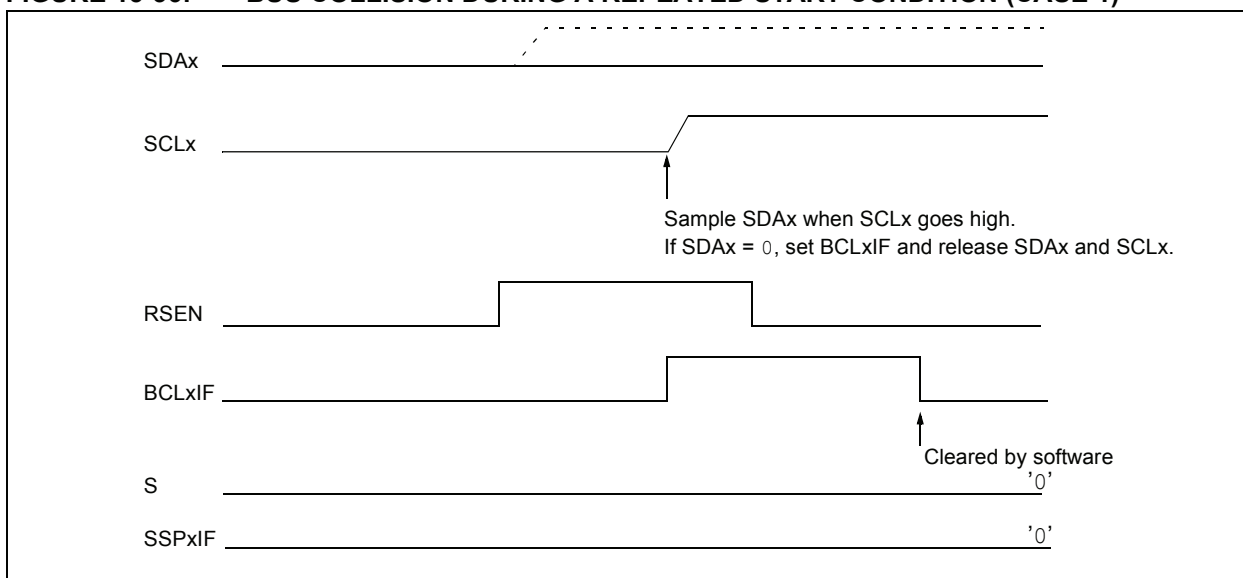 SDAx
SCLx
Sample SDAx when SCLx goes high.
If SDAx = 0, set BCLxIF and release SDAx and SCLx.
RSEN
BCLxIF
Cleared by software
S
'0'
SSPxIF
'0'